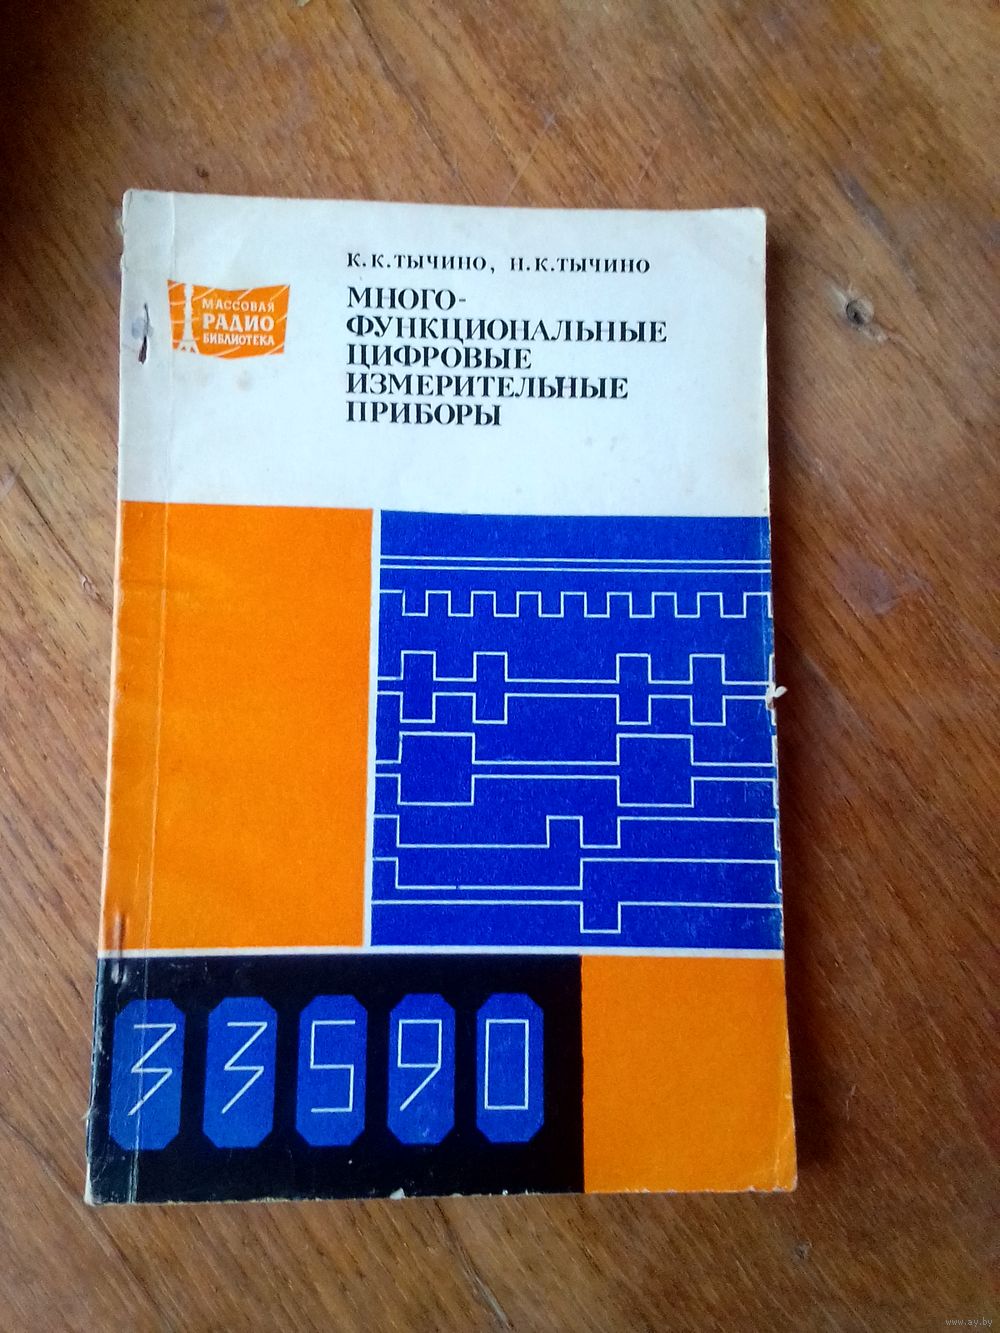 К. К. ТЫЧИНО, Н. К. ТЫЧИНО
МАССОВАЯ
РАДИО
БИБЛИОТЕКА
МНОГО-
ФУНКЦИОНАЛЬНЫЕ
ЦИФРОВЫЕ
ИЗМЕРИТЕЛЬНЫЕ
ПРИБОРЫ
33590
www.ay.by